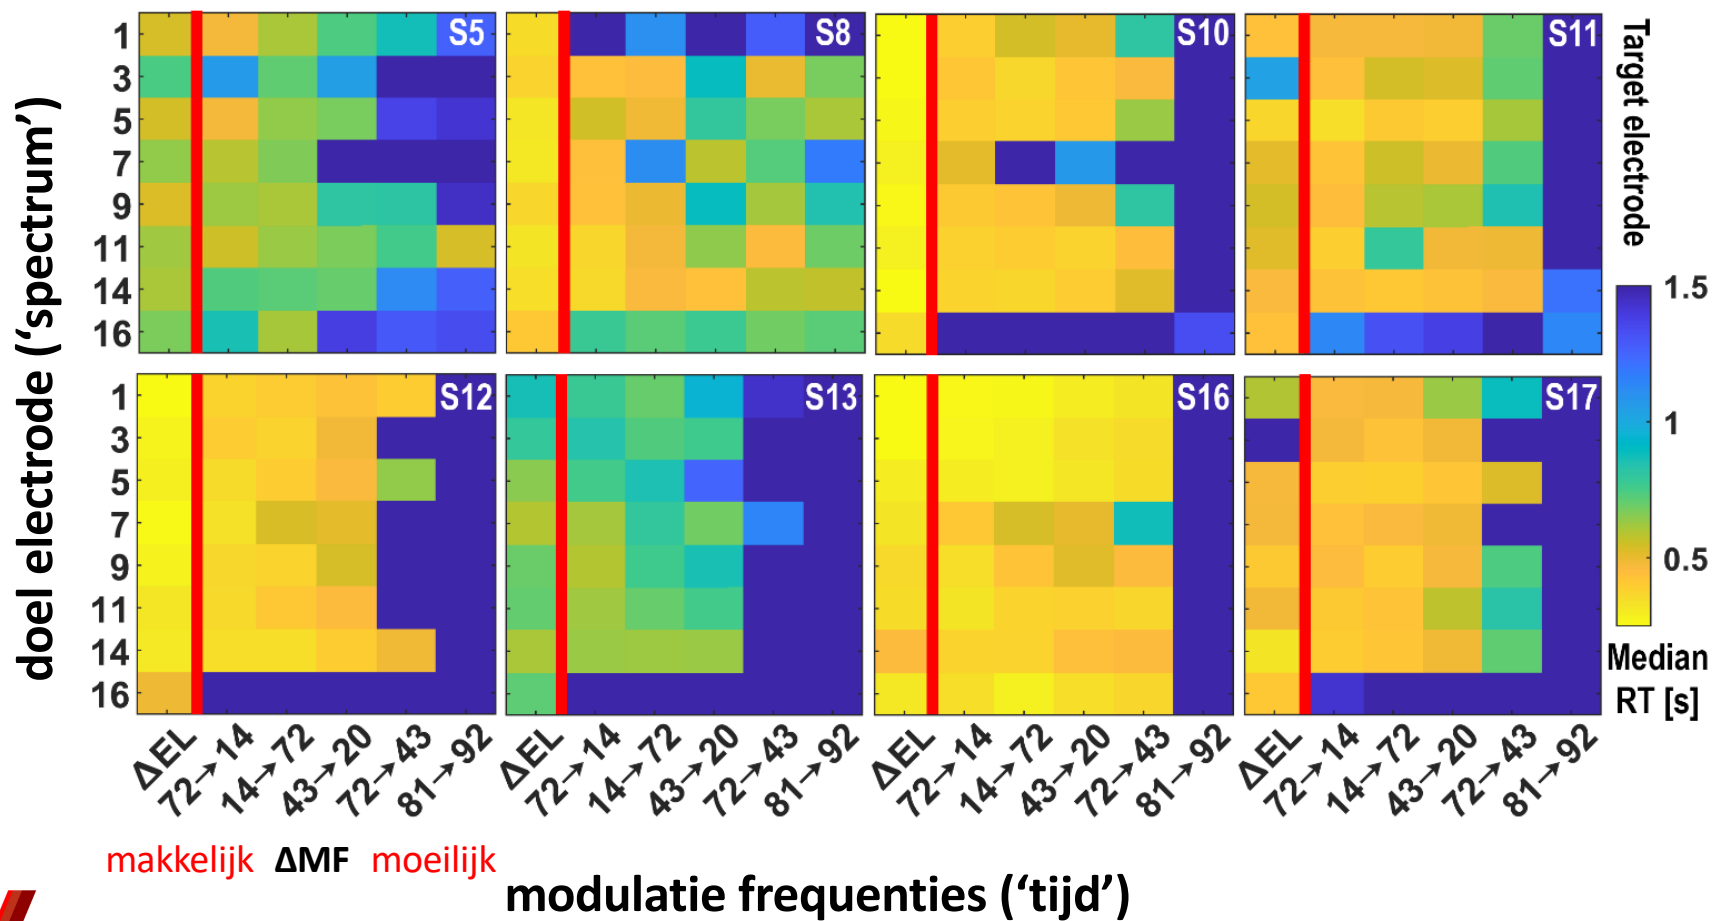 doel electrode ('spectrum')
1
3
5
7
9
11
14
16
S5
S8
S10
S11
Target electrode
1
3
5
7
9
11
14
16
S12
S13
S16
S17
1.5
1
0.5
Median
RT [s]
ΔEL
72→14
14→72
43→20
72→43
81→92
ΔEL
72→14
14→72
43→20
72→43
81→92
ΔEL
72→14
14→72
43→20
72→43
81→92
ΔEL
72→14
14→72
43→20
72→43
81→92
makkelijk ΔMF moeilijk
modulatie frequenties ('tijd')